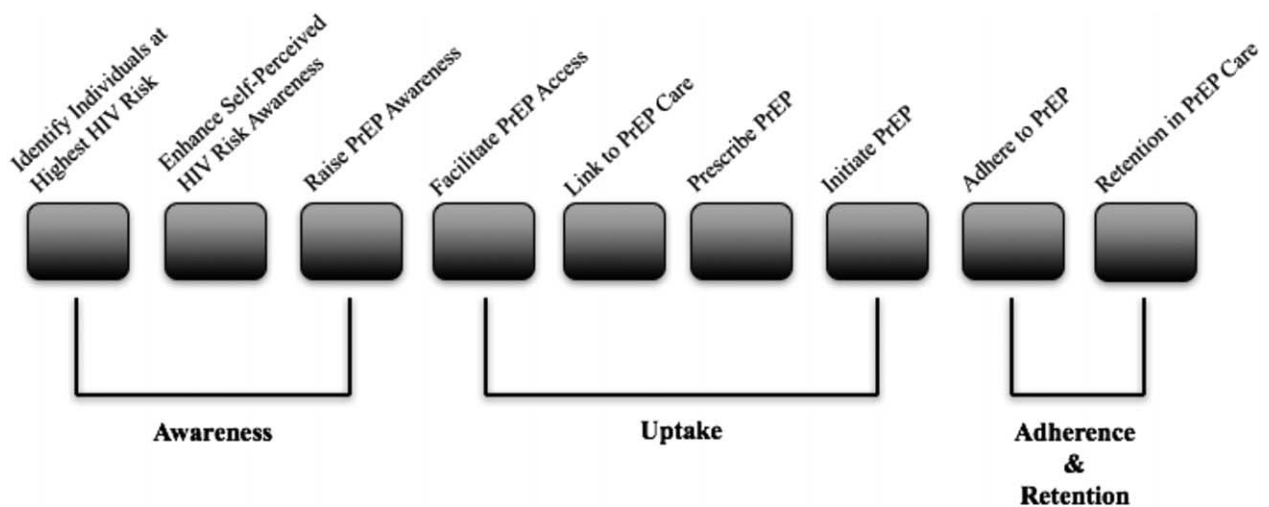 Identify Individuals at
Highest HIV Risk
Enhance Self-Perceived
HIV Risk Awareness
Raise PrEP Awareness
Facilitate PrEP Access
Link to PrEP Care
Prescribe PrEP
Initiate PrEP
Adhere to PrEP
Retention in PrEP Care
Awareness
Uptake
Adherence
&
Retention